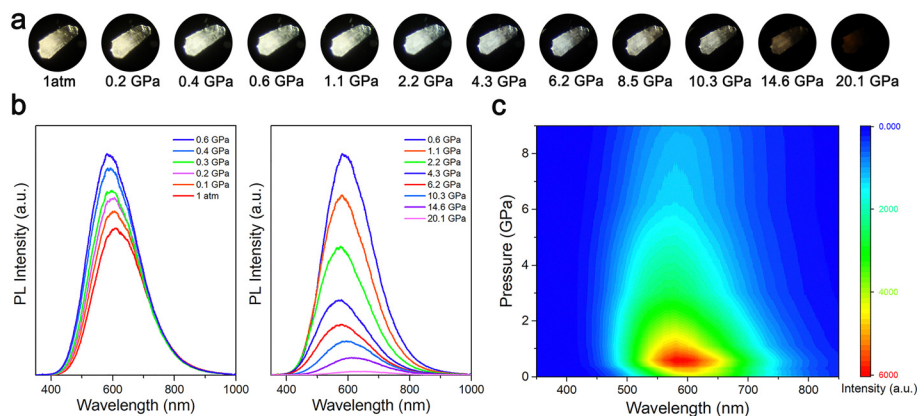 a
1atm 0.2 GPa 0.4 GPa 0.6 GPa 1.1 GPa 2.2 GPa 4.3 GPa 6.2 GPa 8.5 GPa 10.3 GPa 14.6 GPa 20.1 GPa
b
PL Intensity (a.u.)
0.6 GPa
0.4 GPa
0.3 GPa
0.2 GPa
0.1 GPa
1 atm
400 600 800 1000
Wavelength (nm)
PL Intensity (a.u.)
0.6 GPa
1.1 GPa
2.2 GPa
4.3 GPa
6.2 GPa
10.3 GPa
14.6 GPa
20.1 GPa
400 600 800 1000
Wavelength (nm)
c
Pressure (GPa)
8
6
4
2
0
400 500 600 700 800
Wavelength (nm)
0.000
2000
4000
6000
Intensity (a.u.)